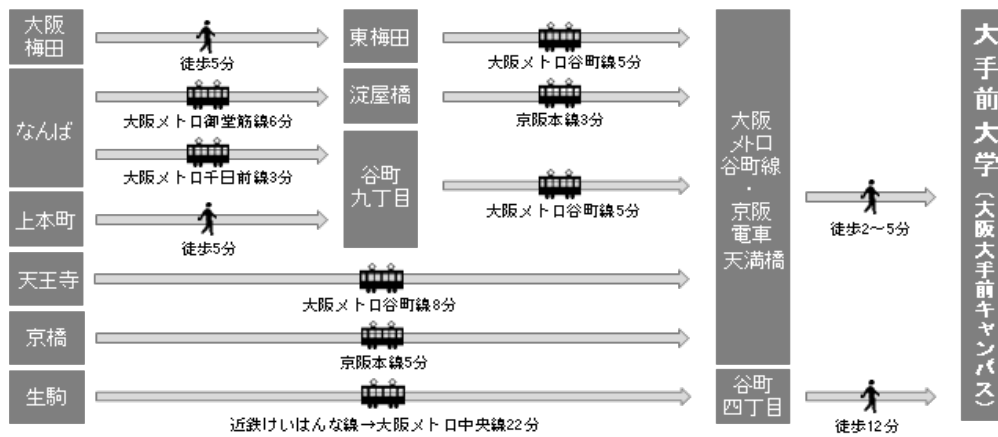 大阪
梅田
徒歩5分
東梅田
大阪メトロ谷町線5分
なんば
大阪メトロ御堂筋線6分
淀屋橋
京阪本線3分
大阪メトロ千日前線3分
谷町
九丁目
大阪メトロ谷町線5分
上本町
徒歩5分
天王寺
大阪メトロ谷町線8分
京橋
京阪本線5分
大阪
メトロ
谷町線
・
京阪
電車
天満橋
徒歩2～5分
生駒
近鉄けいはんな線→大阪メトロ中央線22分
谷町
四丁目
徒歩12分
大手前大学（大阪大手前キャンパス）